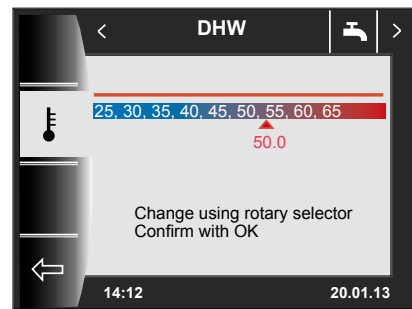 < DHW >
25, 30, 35, 40, 45, 50, 55, 60, 65
50.0
Change using rotary selector
Confirm with OK
14:12 20.01.13